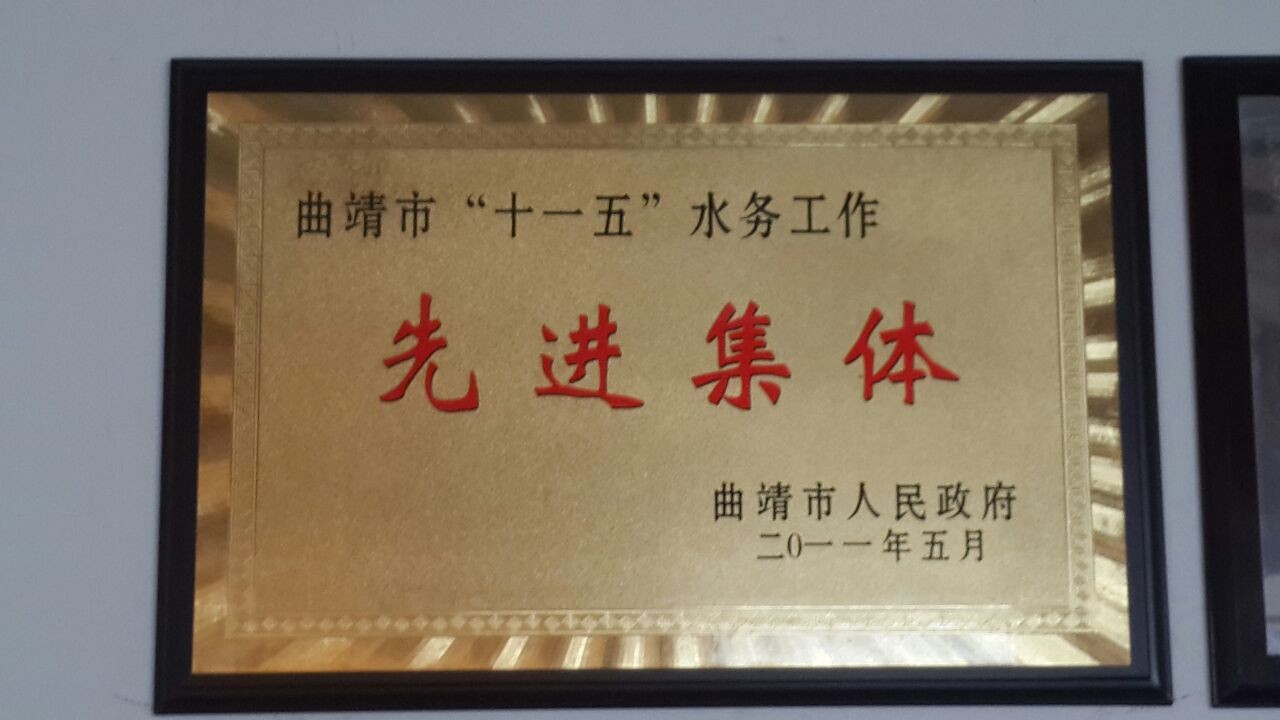 曲靖市“十一五”水务工作
先进集体
曲靖市人民政府
二0一一年五月